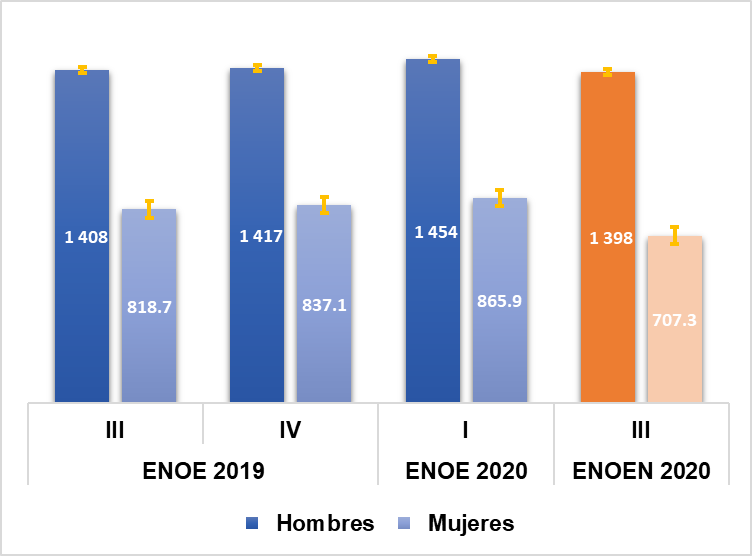 1 408
818.7
1 417
837.1
1 454
865.9
1 398
707.3
III IV I III
ENOE 2019 ENOE 2020 ENOEN 2020
Hombres Mujeres